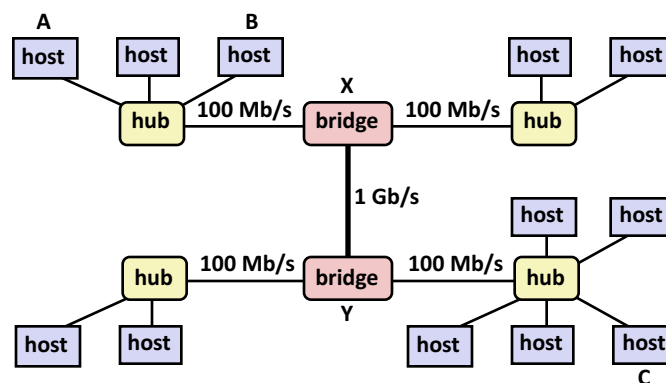 A B
host host host host host
X
100 Mb/s 100 Mb/s
hub bridge hub
1 Gb/s
host host
100 Mb/s 100 Mb/s
hub bridge hub
Y
host host host host host
C